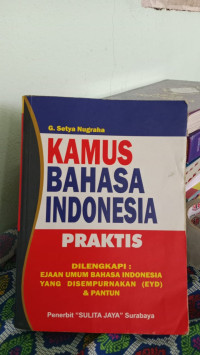 G. Setya Nugraha
KAMUS
BAHASA
INDONESIA
PRAKTIS
DILENGKAPI :
EJAAN UMUM BAHASA INDONESIA
YANG DISEMPURNAKAN (EYD)
& PANTUN
Penerbit "SULITA JAYA" Surabaya